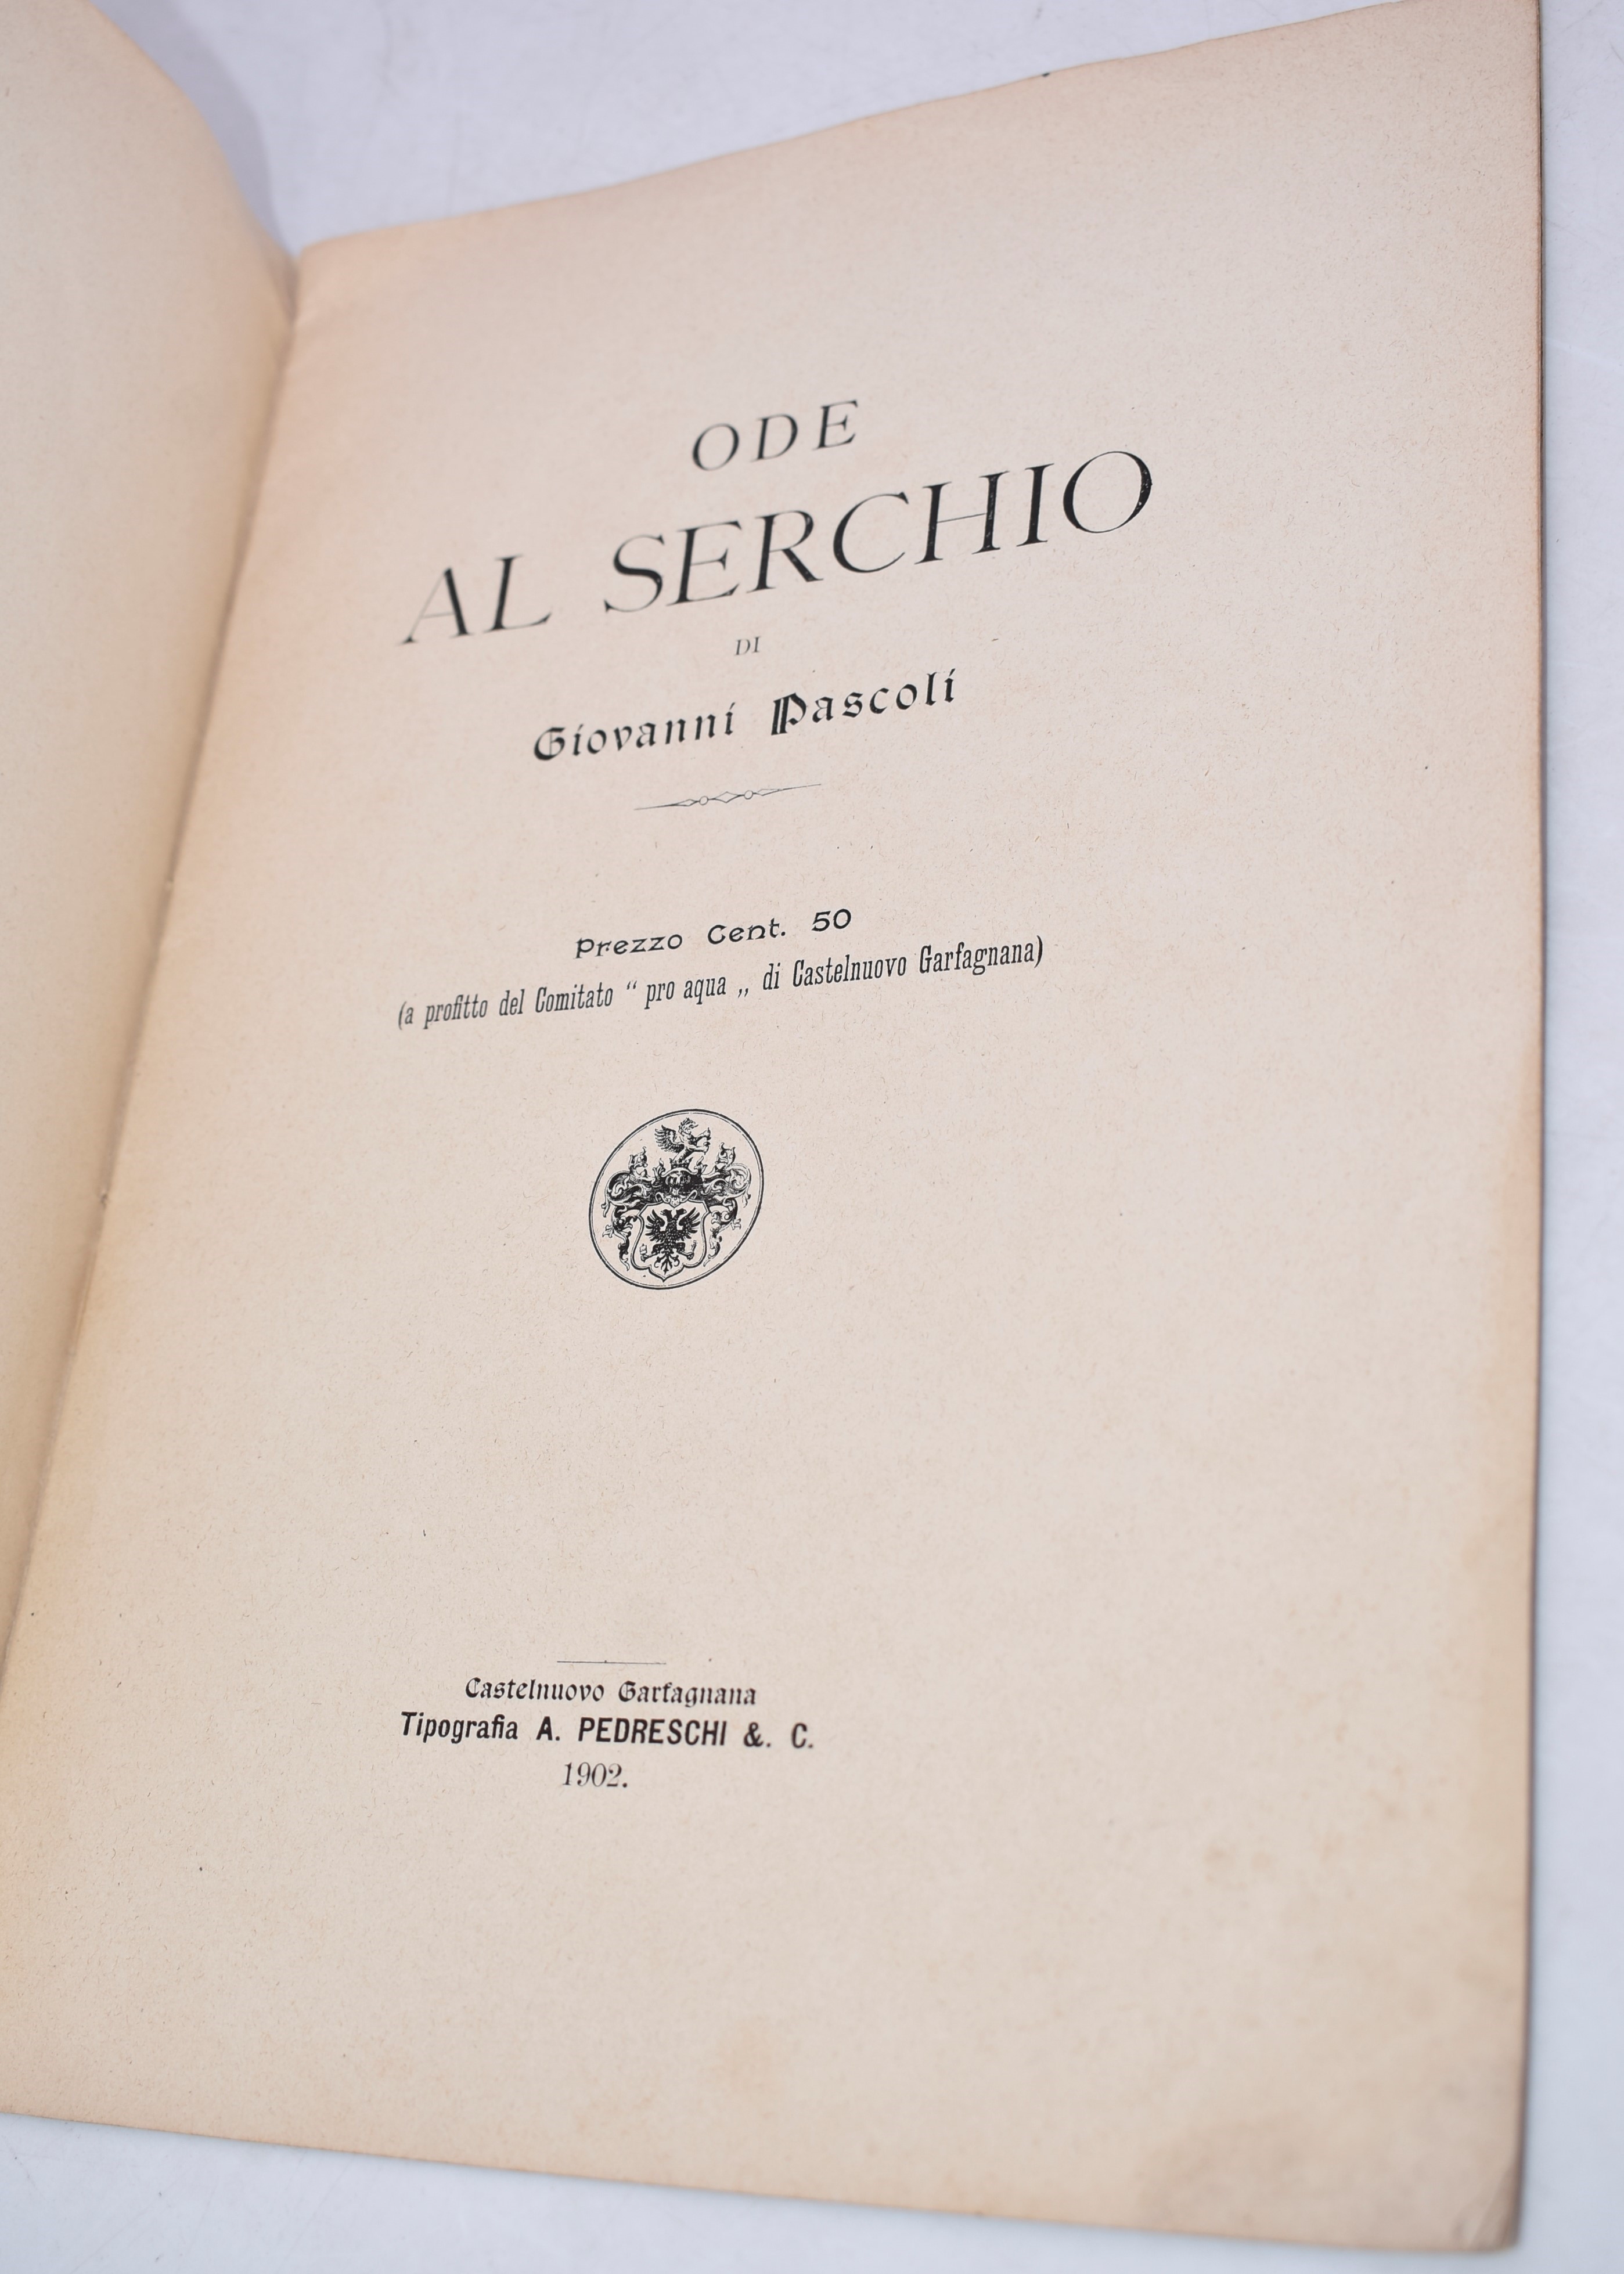 ODE
AL SERCHIO
DI
Giovanni Pascoli
Prezzo Cent. 50
(a profitto del Comitato “ pro aqua „ di Castelnuovo Garfagnana)
Castelnuovo Garfagnana
Tipografia A. PEDRESCHI &. C.
1902.